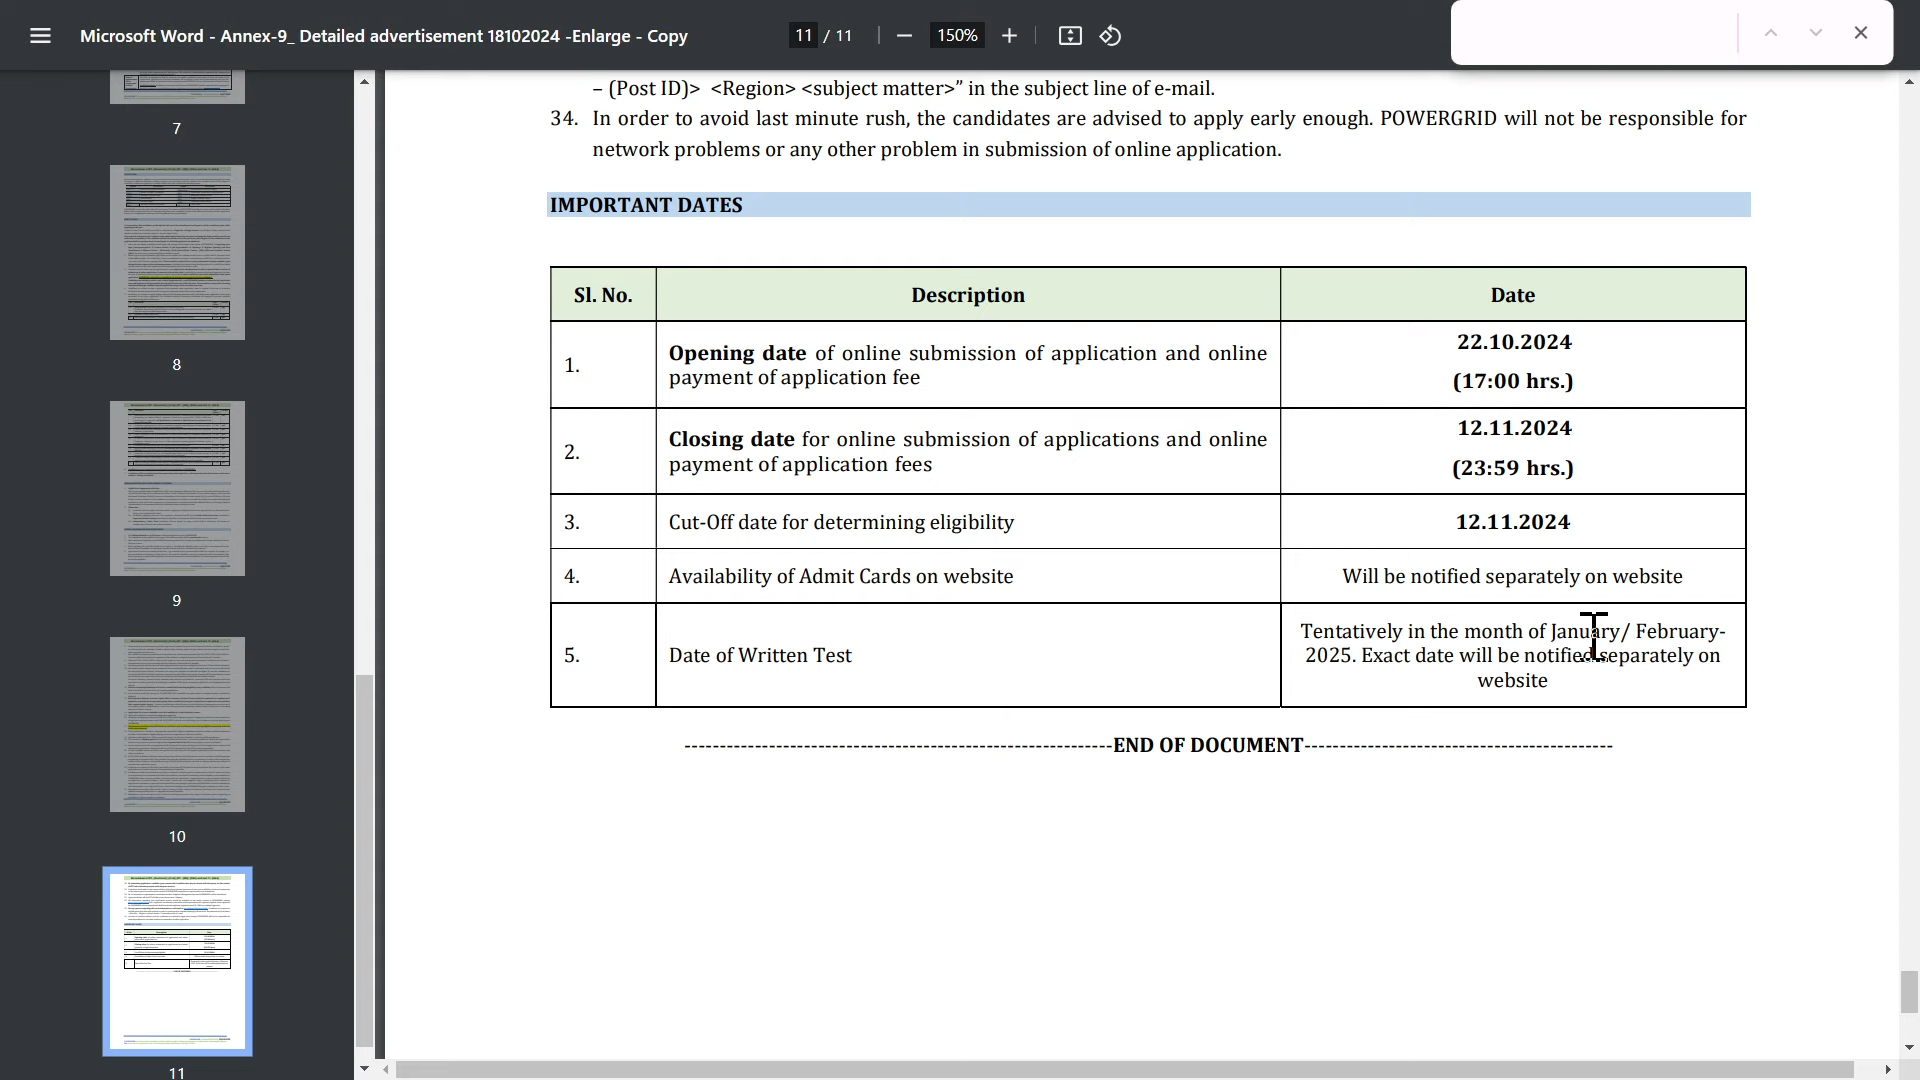 Microsoft Word - Annex-9_ Detailed advertisement 18102024 -Enlarge - Copy
11 / 11
150%
7
8
9
10
11
– (Post ID)> <Region> <subject matter>” in the subject line of e-mail.
34. In order to avoid last minute rush, the candidates are advised to apply early enough. POWERGRID will not be responsible for
network problems or any other problem in submission of online application.
IMPORTANT DATES
Sl. No. Description Date
1. Opening date of online submission of application and online payment of application fee 22.10.2024
(17:00 hrs.)
2. Closing date for online submission of applications and online payment of application fees 12.11.2024
(23:59 hrs.)
3. Cut-Off date for determining eligibility 12.11.2024
4. Availability of Admit Cards on website Will be notified separately on website
5. Date of Written Test Tentatively in the month of January/ February-
2025. Exact date will be notified separately on
website
-------------------------------------------------------------END OF DOCUMENT--------------------------------------------